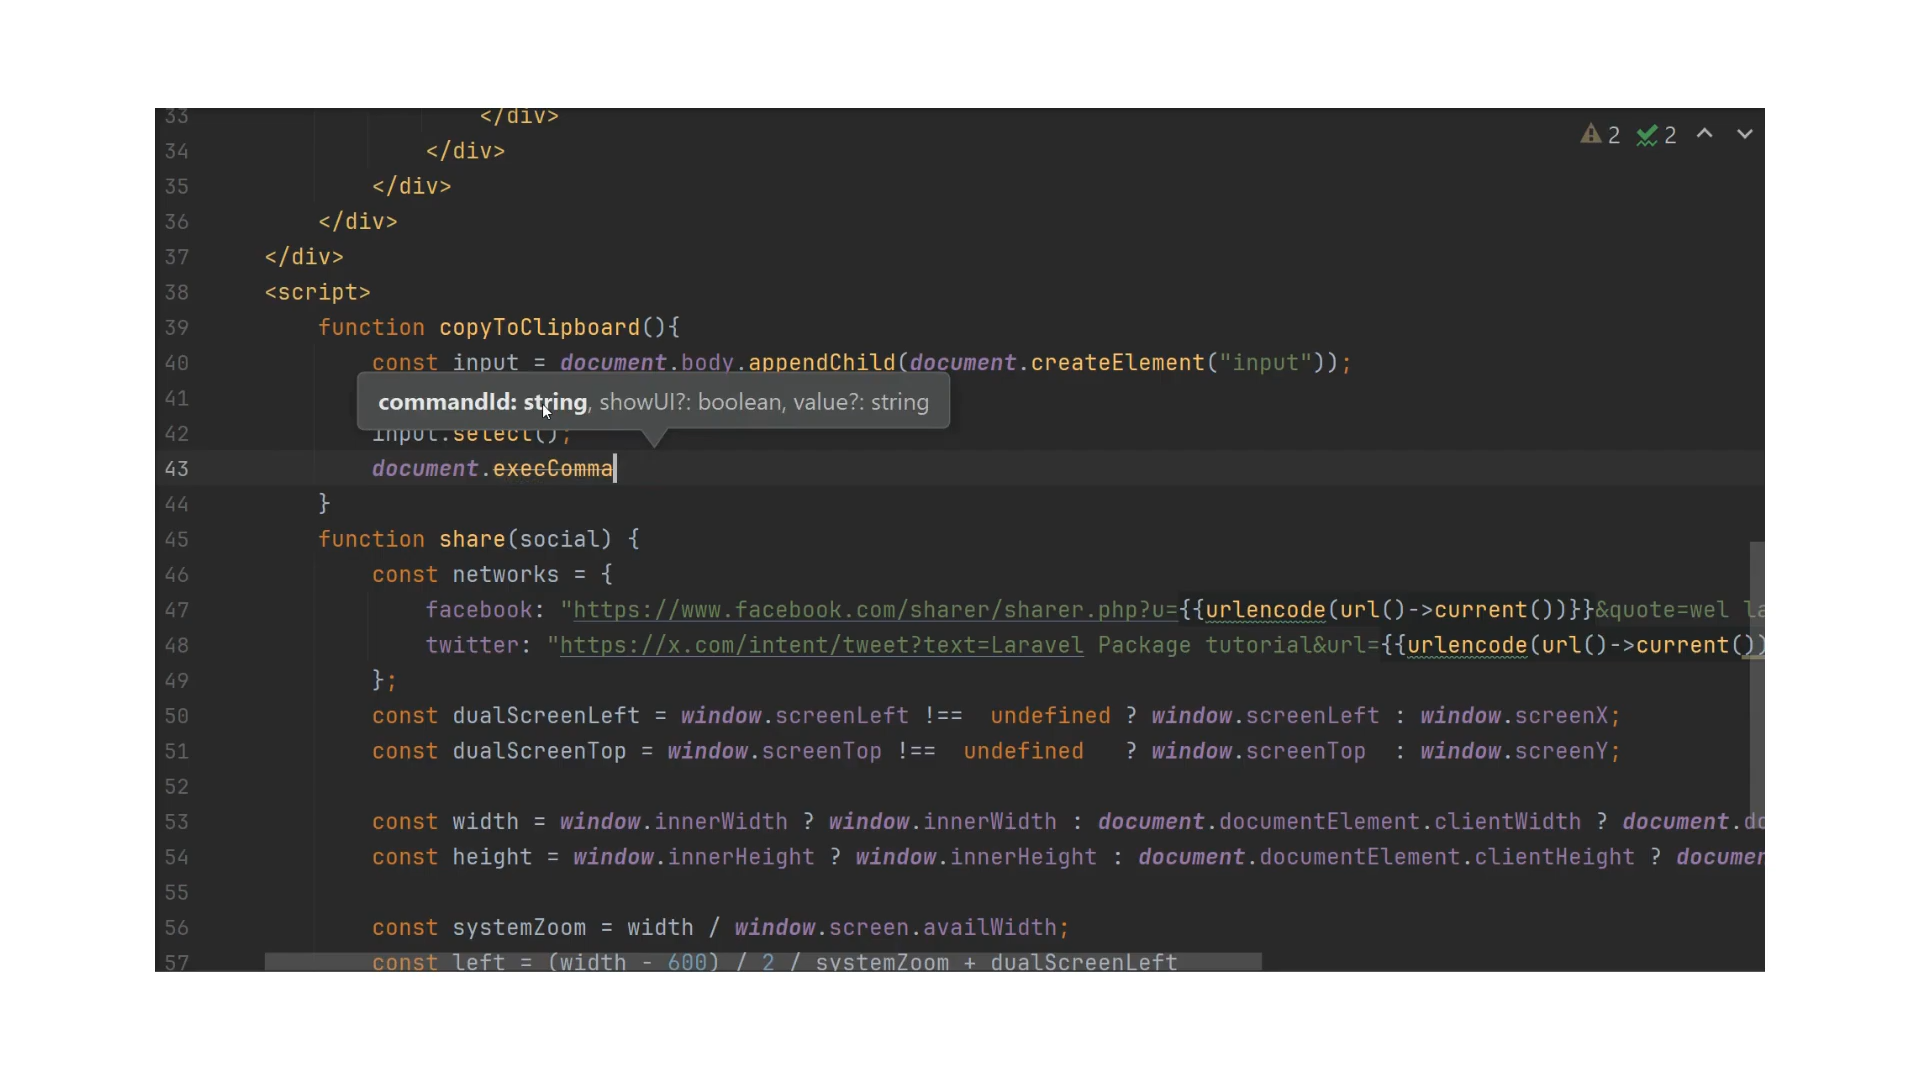 33 </div>
2 2
34 </div>
35 </div>
36 </div>
37 </div>
38 <script>
39 function copyToClipboard(){
40 const input = document.body.appendChild(document.createElement("input"));
41 commandId: string, showUI?: boolean, value?: string
42 input.select();
43 document.execComma
44 }
45 function share(social) {
46 const networks = {
47 facebook: "https://www.facebook.com/sharer/sharer.php?u={{urlencode(url()->current())}}&quote=wel la
48 twitter: "https://x.com/intent/tweet?text=Laravel Package tutorial&url={{urlencode(url()->current())
49 };
50 const dualScreenLeft = window.screenLeft !== undefined ? window.screenLeft : window.screenX;
51 const dualScreenTop = window.screenTop !== undefined ? window.screenTop : window.screenY;
52
53 const width = window.innerWidth ? window.innerWidth : document.documentElement.clientWidth ? document.do
54 const height = window.innerHeight ? window.innerHeight : document.documentElement.clientHeight ? documen
55
56 const systemZoom = width / window.screen.availWidth;
57 const left = (width - 600) / 2 / systemZoom + dualScreenLeft